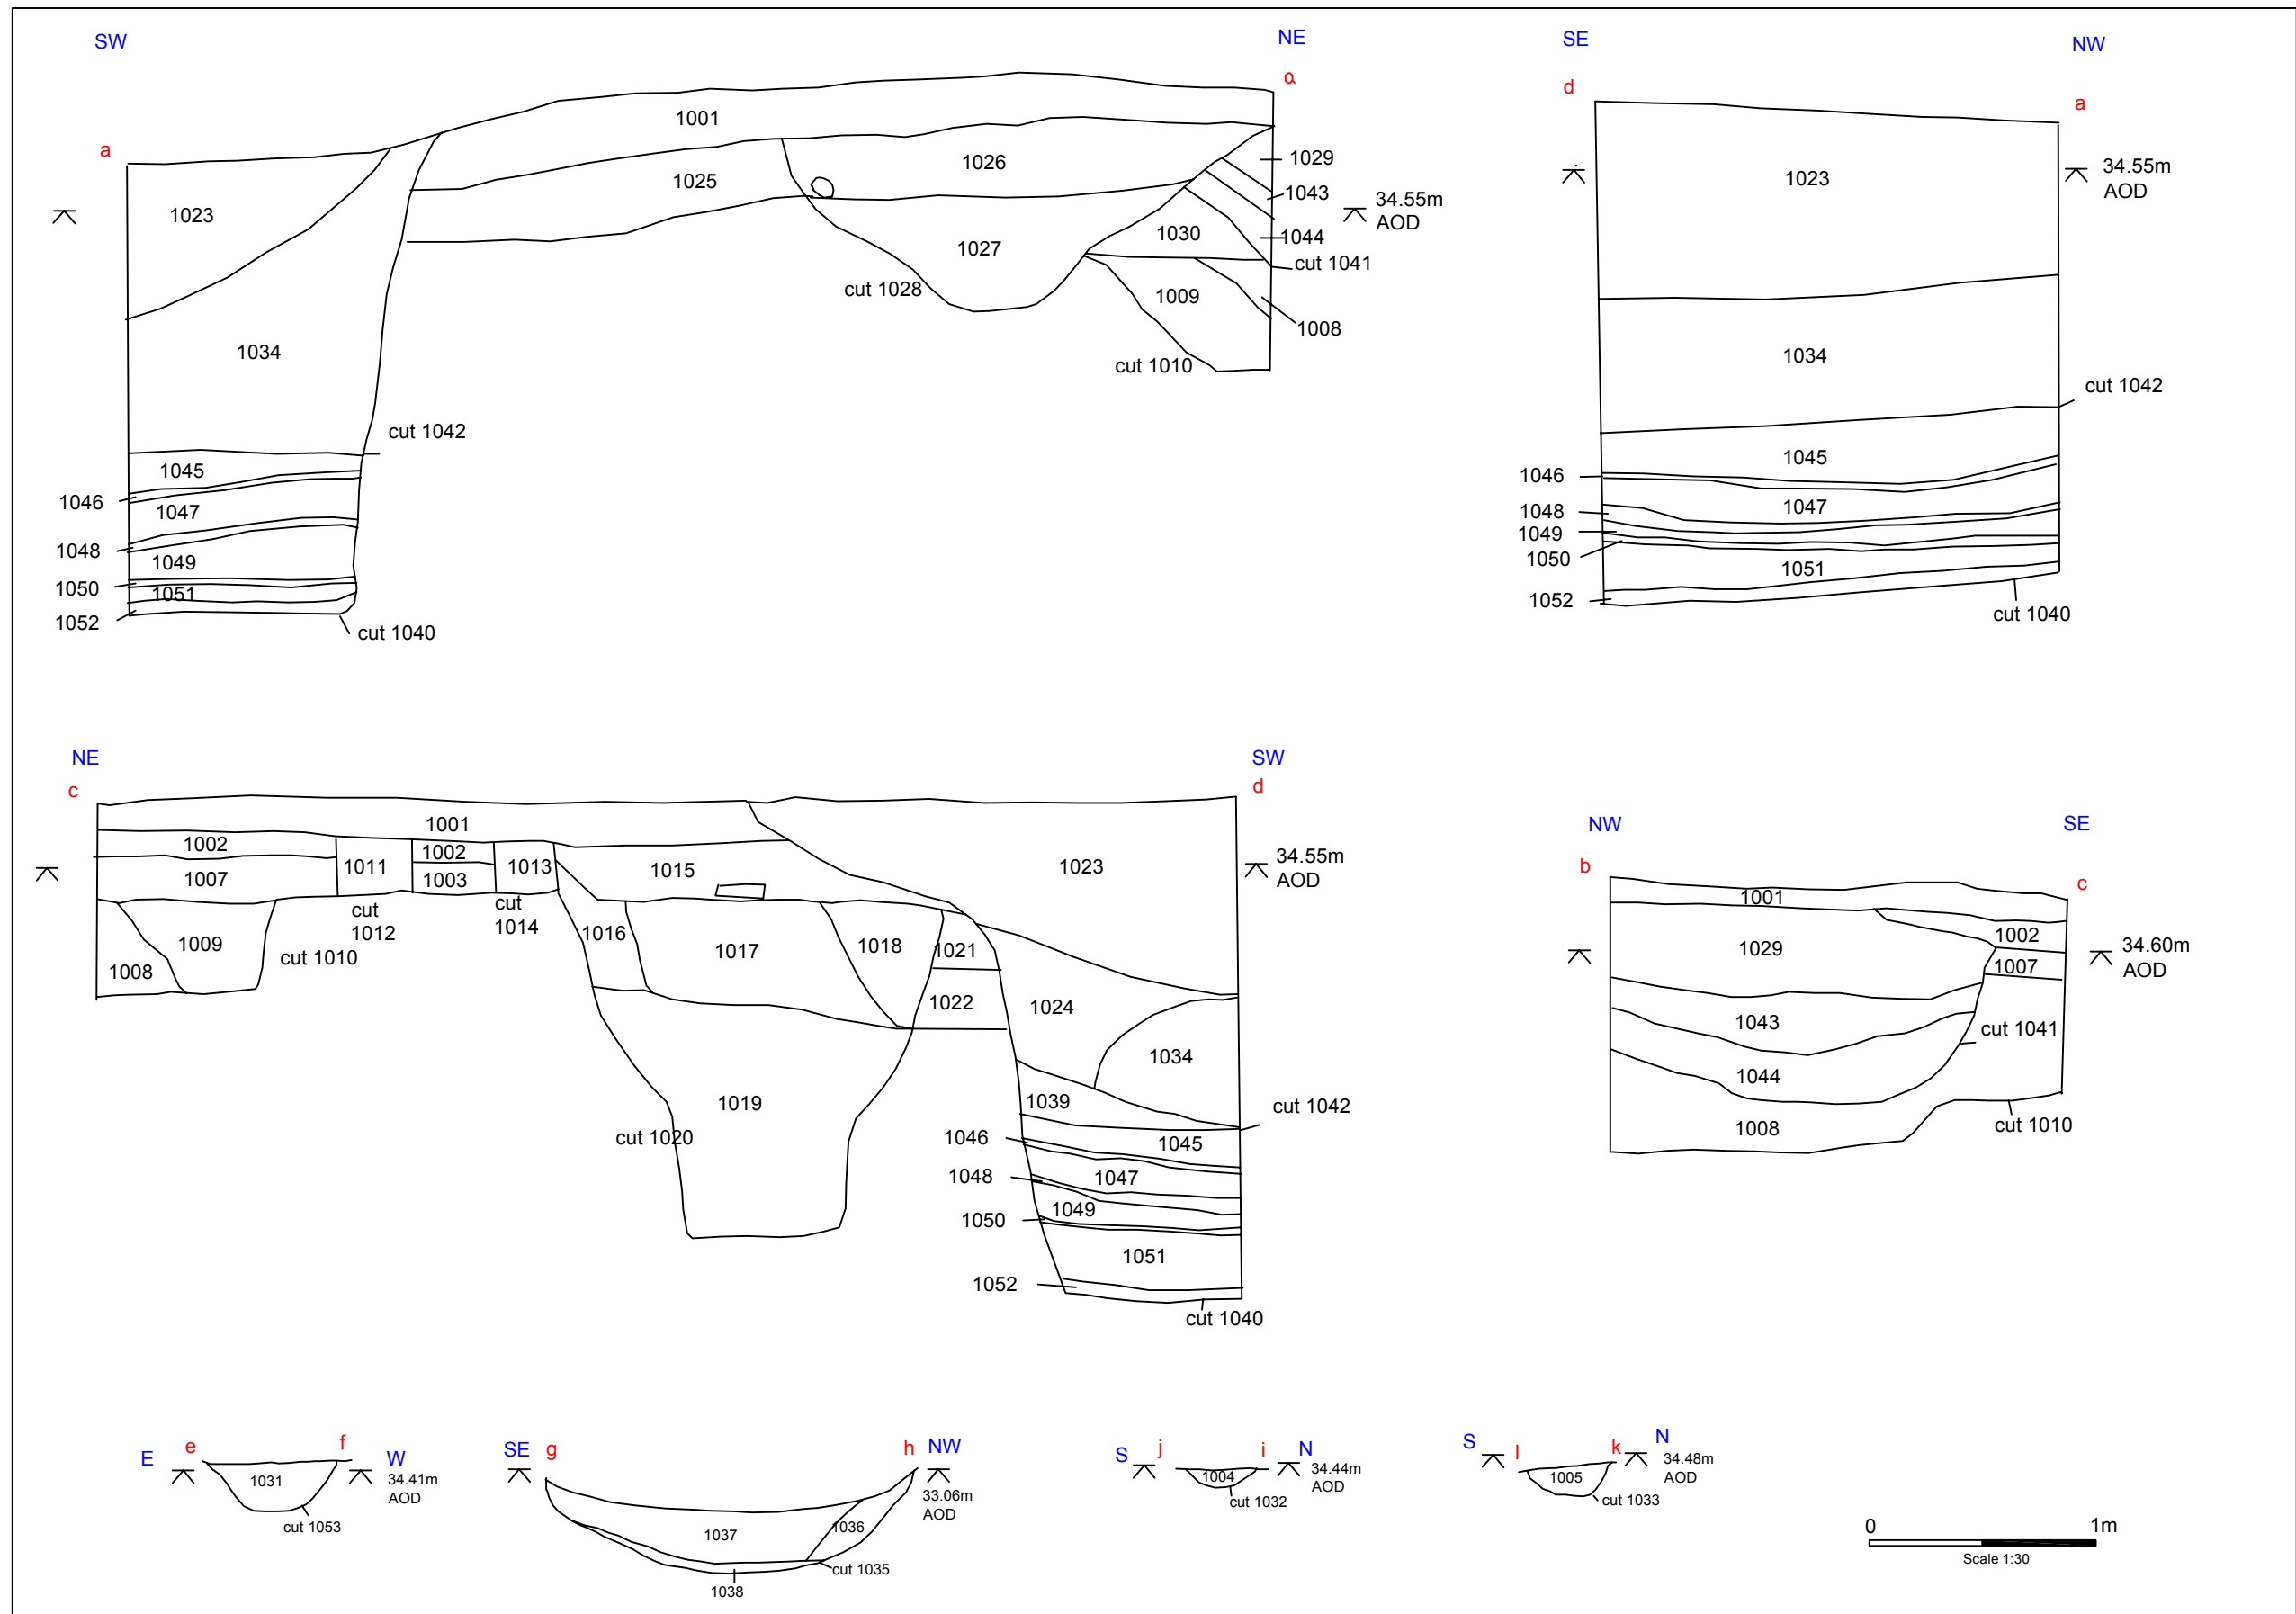 SW
NE
a
a
1001
1023
1025
1026
1029
1043
34.55m
AOD
1030
1044
cut 1041
1027
cut 1028
1009
1008
cut 1010
1034
cut 1042
1045
1046
1047
1048
1049
1050
1051
1052
cut 1040
SE
NW
d
a
1023
34.55m
AOD
1034
cut 1042
1045
1046
1047
1048
1049
1050
1051
1052
cut 1040
NE
SW
c
d
1001
1002
1007
1011
1002
1003
1013
1015
1023
34.55m
AOD
cut
1012
cut
1014
1009
1008
cut 1010
1016
1017
1018
1021
1022
1024
1034
1019
cut 1020
1039
cut 1042
1046
1045
1048
1047
1049
1050
1051
1052
cut 1040
NW
SE
b
c
1001
1029
1002
1007
34.60m
AOD
1043
cut 1041
1044
1008
cut 1010
E
e
f
W
1031
34.41m
AOD
cut 1053
SE
g
h
NW
33.06m
AOD
1037
1036
cut 1035
1038
S
j
i
N
1004
34.44m
AOD
cut 1032
S
l
k
N
1005
34.48m
AOD
cut 1033
0
1m
Scale 1:30